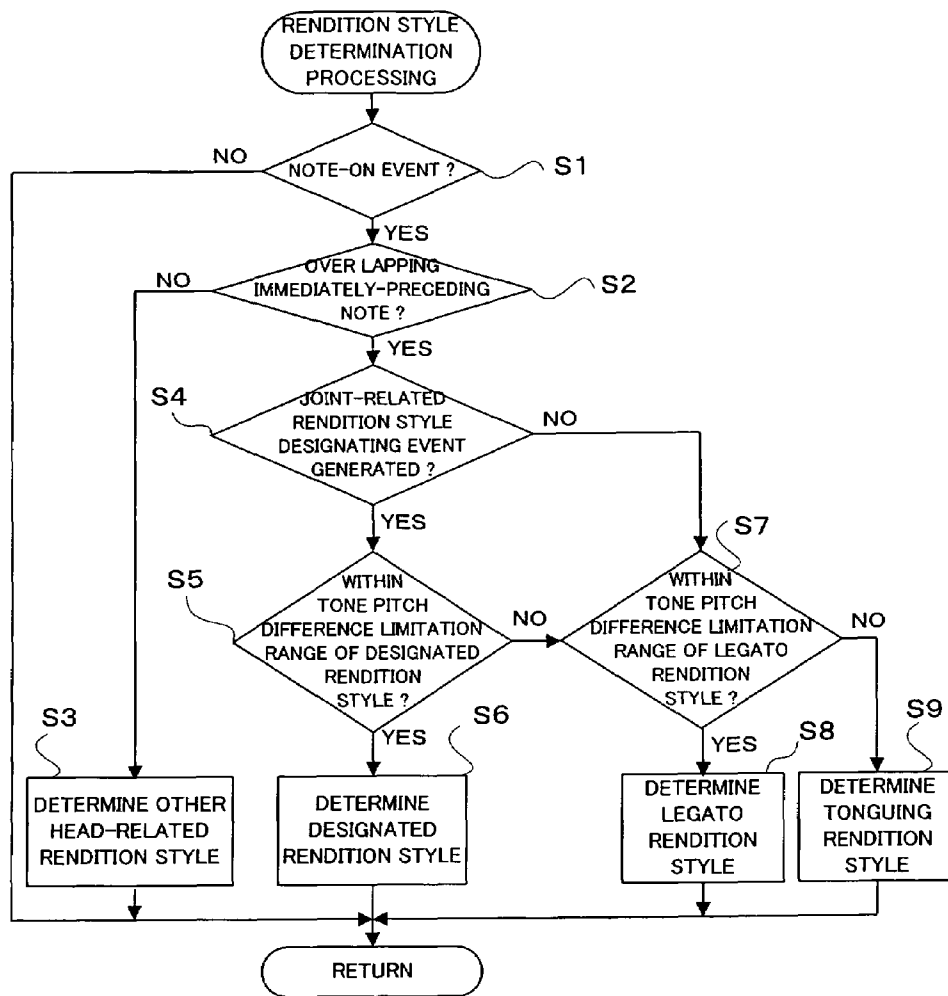 RENDITION STYLE
DETERMINATION
PROCESSING
NO
NOTE-ON EVENT ?
S1
YES
NO
OVER LAPPING
IMMEDIATELY-PRECEDING
NOTE ?
S2
YES
S4
JOINT-RELATED
RENDITION STYLE
DESIGNATING EVENT
GENERATED ?
NO
YES
S5
WITHIN
TONE PITCH
DIFFERENCE LIMITATION
RANGE OF DESIGNATED
RENDITION
STYLE ?
NO
S7
WITHIN
TONE PITCH
DIFFERENCE LIMITATION
RANGE OF LEGATO
RENDITION
STYLE ?
NO
S3
YES
S6
YES
S8
S9
DETERMINE OTHER
HEAD-RELATED
RENDITION STYLE
DETERMINE
DESIGNATED
RENDITION STYLE
DETERMINE
LEGATO
RENDITION
STYLE
DETERMINE
TONGUING
RENDITION
STYLE
RETURN